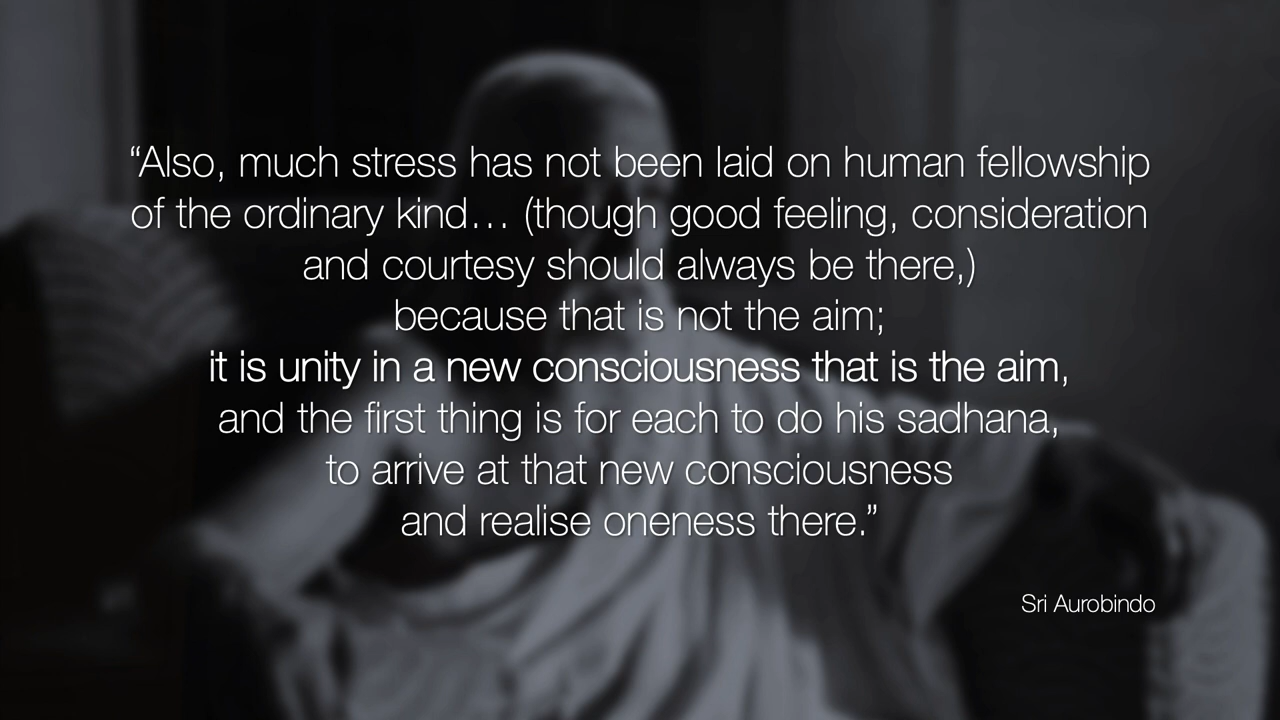 “Also, much stress has not been laid on human fellowship
of the ordinary kind… (though good feeling, consideration
and courtesy should always be there,)
because that is not the aim;
it is unity in a new consciousness that is the aim,
and the first thing is for each to do his sadhana,
to arrive at that new consciousness
and realise oneness there.”
Sri Aurobindo